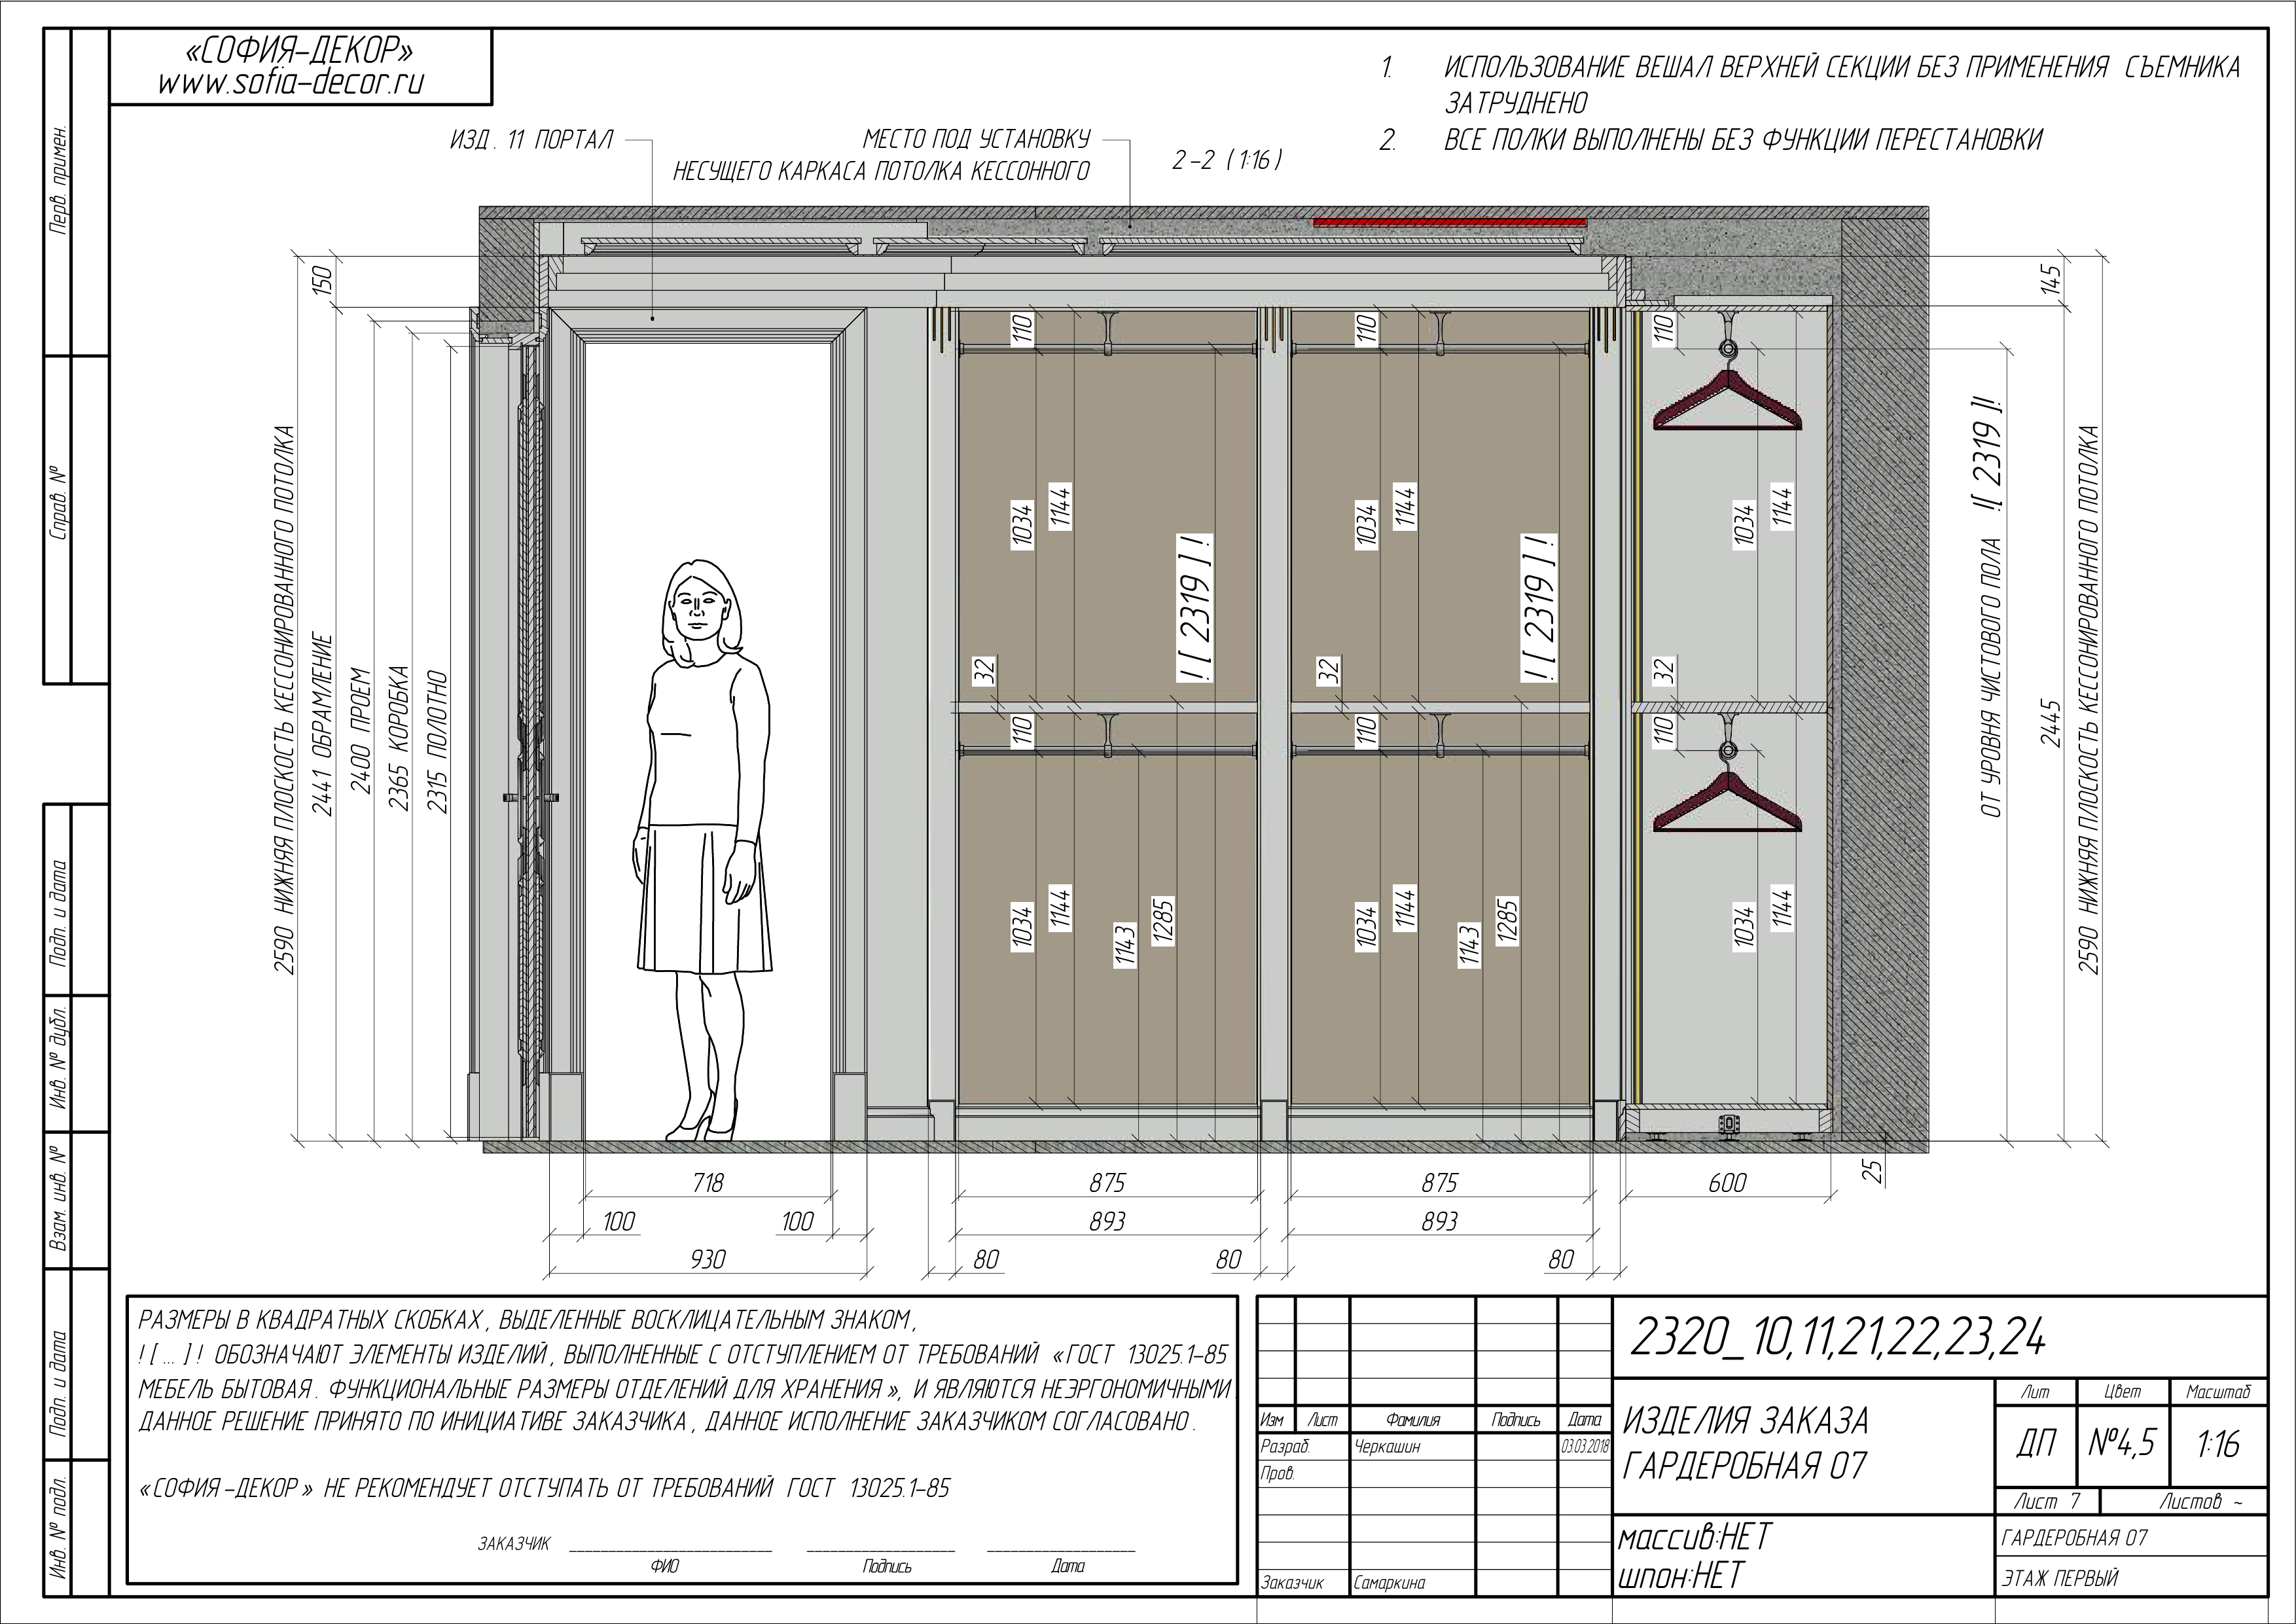 «СОФИЯ-ДЕКОР»
www.sofia-decor.ru
1. ИСПОЛЬЗОВАНИЕ ВЕШАЛ ВЕРХНЕЙ СЕКЦИИ БЕЗ ПРИМЕНЕНИЯ СЪЕМНИКА
ЗАТРУДНЕНО
2. ВСЕ ПОЛКИ ВЫПОЛНЕНЫ БЕЗ ФУНКЦИИ ПЕРЕСТАНОВКИ
ИЗД. 11 ПОРТАЛ
МЕСТО ПОД УСТАНОВКУ
НЕСУЩЕГО КАРКАСА ПОТОЛКА КЕССОННОГО
2-2 (1:16)
Перв. примен.
Справ. №
Подп. и дата
Инв. № дубл.
Взам. инв. №
Подп. и дата
Инв. № подл.
2590 НИЖНЯЯ ПЛОСКОСТЬ КЕССОНИРОВАННОГО ПОТОЛКА
150
2441 ОБРАМЛЕНИЕ
2400 ПРОЕМ
2365 КОРОБКА
2315 ПОЛОТНО
110
1034
1144
![2319]!
32
110
1034
1144
1143
1285
110
1034
1144
![2319]!
32
110
1034
1144
1143
1285
110
1034
1144
32
110
1034
1144
ОТ УРОВНЯ ЧИСТОВОГО ПОЛА ![2319]!
145
2445
2590 НИЖНЯЯ ПЛОСКОСТЬ КЕССОНИРОВАННОГО ПОТОЛКА
25
718
875
875
600
100
100
893
893
930
80
80
80
РАЗМЕРЫ В КВАДРАТНЫХ СКОБКАХ, ВЫДЕЛЕННЫЕ ВОСКЛИЦАТЕЛЬНЫМ ЗНАКОМ,
![...]! ОБОЗНАЧАЮТ ЭЛЕМЕНТЫ ИЗДЕЛИЙ, ВЫПОЛНЕННЫЕ С ОТСТУПЛЕНИЕМ ОТ ТРЕБОВАНИЙ «ГОСТ 13025.1-85
МЕБЕЛЬ БЫТОВАЯ. ФУНКЦИОНАЛЬНЫЕ РАЗМЕРЫ ОТДЕЛЕНИЙ ДЛЯ ХРАНЕНИЯ», И ЯВЛЯЮТСЯ НЕЭРГОНОМИЧНЫМИ.
ДАННОЕ РЕШЕНИЕ ПРИНЯТО ПО ИНИЦИАТИВЕ ЗАКАЗЧИКА, ДАННОЕ ИСПОЛНЕНИЕ ЗАКАЗЧИКОМ СОГЛАСОВАНО.
«СОФИЯ-ДЕКОР» НЕ РЕКОМЕНДУЕТ ОТСТУПАТЬ ОТ ТРЕБОВАНИЙ ГОСТ 13025.1-85
ЗАКАЗЧИК
ФИО Подпись Дата
Изм Лист Фамилия Подпись Дата
Разраб. Черкашин 03.03.2018
Пров.
Заказчик Самаркина
2320_10,11,21,22,23,24
ИЗДЕЛИЯ ЗАКАЗА
ГАРДЕРОБНАЯ 07
Лит Цвет Масштаб
ДП №4,5 1:16
Лист 7 Листов ~
массив:НЕТ
шпон:НЕТ
ГАРДЕРОБНАЯ 07
ЭТАЖ ПЕРВЫЙ